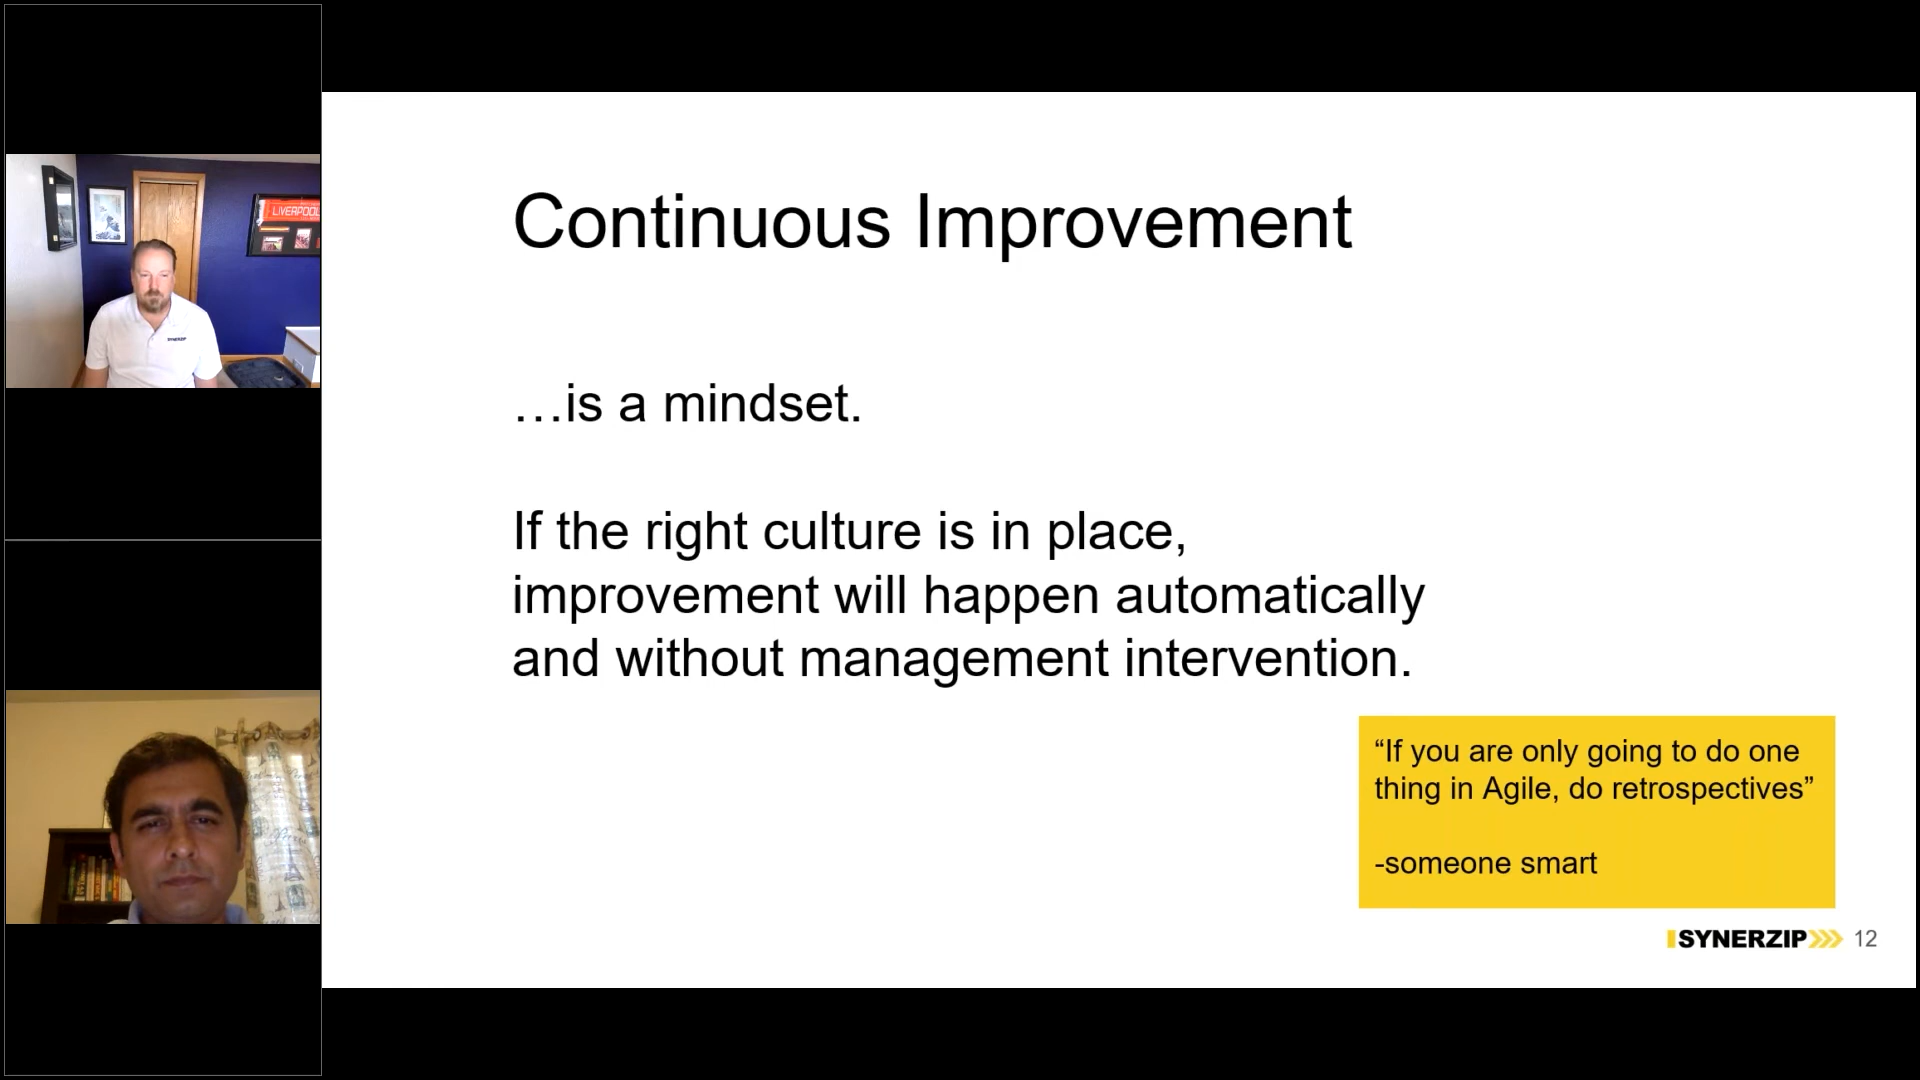 LIVERPOOL
SYNERZIP
Continuous Improvement
…is a mindset.
If the right culture is in place,
improvement will happen automatically
and without management intervention.
“If you are only going to do one
thing in Agile, do retrospectives”
-someone smart
SYNERZIP 12